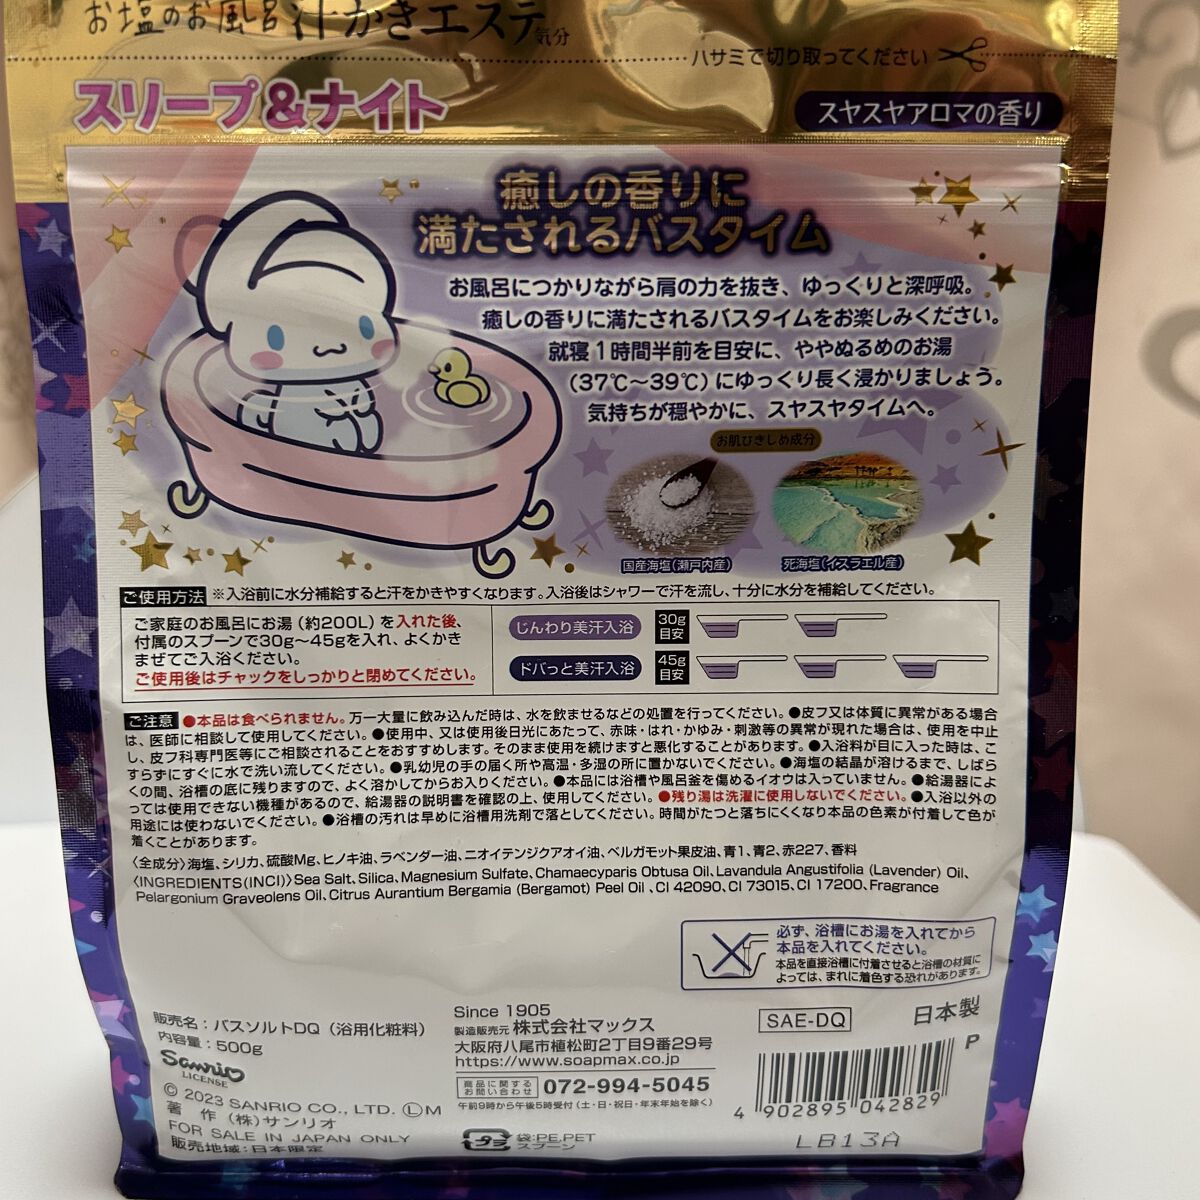 お塩のお風呂汗かきエステ気分
ハサミで切り取ってください
スリープ&ナイト
スヤスヤアロマの香り
癒しの香りに
満たされるバスタイム
お風呂につかりながら肩の力を抜き、ゆっくりと深呼吸。
癒しの香りに満たされるバスタイムをお楽しみください。
就寝1時間半前を目安に、ややぬるめのお湯
(37℃〜39℃)にゆっくり長く浸かりましょう。
気持ちが穏やかに、スヤスヤタイムへ。
お肌ひきしめ成分
国産海塩(瀬戸内産)
死海塩(イスラエル産)
ご使用方法 ※入浴前に水分補給すると汗をかきやすくなります。入浴後はシャワーで汗を流し、十分に水分を補給してください。
ご家庭のお風呂にお湯(約200L)を入れた後、
付属のスプーンで30g〜45gを入れ、よくかき
まぜてご入浴ください。
ご使用後はチャックをしっかりと閉めてください。
じんわり美汗入浴 30g目安
ドバっと美汗入浴 45g目安
ご注意 ●本品は食べられません。万一大量に飲み込んだ時は、水を飲ませるなどの処置を行ってください。●皮フ又は体質に異常がある場合
は、医師に相談して使用してください。●使用中、又は使用後日光にあたって、赤味・はれ・かゆみ・刺激等の異常が現れた場合は、使用を中止
し、皮フ科専門医等にご相談されることをおすすめします。そのまま使用を続けますと悪化することがあります。●入浴料が目に入った時は、こ
すらずにすぐに水で洗い流してください。●乳幼児の手の届く所や高温・多湿の所に置かないでください。●海塩の結晶が溶けるまで、しばら
くの間、浴槽の底に残りますので、よく溶かしてからお入りください。●本品には浴槽や風呂釜を傷めるイオウは入っていません。●給湯器によ
っては使用できない機種があるので、給湯器の説明書を確認の上、使用してください。●残り湯は洗濯に使用しないでください。●入浴以外の
用途には使わないでください。●浴槽の汚れは早めに浴槽用洗剤で落としてください。時間がたつと落ちにくくなり本品の色素が付着して色が
着くことがあります。
〈全成分〉海塩、シリカ、硫酸Mg、ヒノキ油、ラベンダー油、ニオイテンジクアオイ油、ベルガモット果皮油、青1、青2、赤227、香料
〈INGREDIENTS(INCI)〉Sea Salt, Silica, Magnesium Sulfate, Chamaecyparis Obtusa Oil, Lavandula Angustifolia (Lavender) Oil,
Pelargonium Graveolens Oil, Citrus Aurantium Bergamia (Bergamot) Peel Oil , CI 42090, CI 73015, CI 17200, Fragrance
必ず、浴槽にお湯を入れてから
本品を入れてください。
本品を直接浴槽に付着させると浴槽の材質に
よっては、まれに着色する恐れがあります。
販売名:バスソルトDQ(浴用化粧料)
内容量:500g
Sanrio
LICENSE
© 2023 SANRIO CO., LTD. Ⓛ M
著 作 (株)サンリオ
FOR SALE IN JAPAN ONLY
販売地域:日本限定
Since 1905
製造販売元 株式会社マックス
大阪府八尾市植松町2丁目9番29号
https://www.soapmax.co.jp
商品に関するお問い合わせ 072-994-5045
午前9時から午後5時受付(土・日・祝日・年末年始を除く)
プラ 袋:PE,PET
スプーン
SAE-DQ
日本製
P
4 902895 042829
LB13A